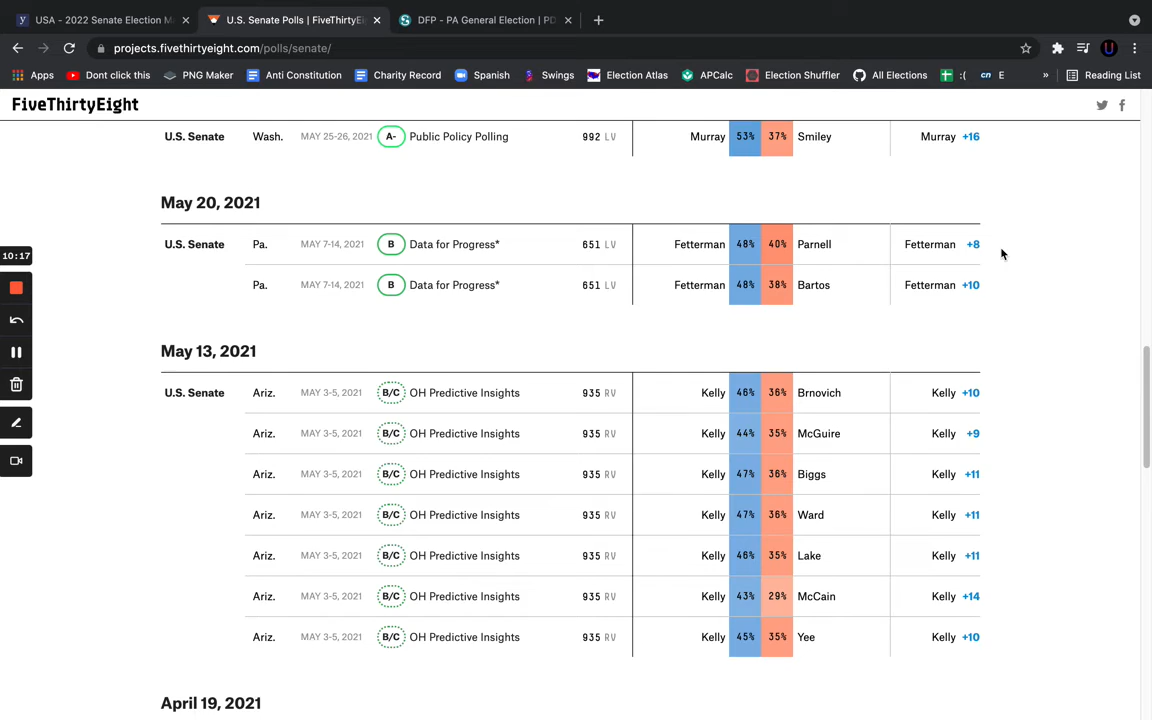 USA - 2022 Senate Election M
U.S. Senate Polls | FiveThirtyEi
DFP - PA General Election | PD
projects.fivethirtyeight.com/polls/senate/
Apps Dont click this PNG Maker Anti Constitution Charity Record Spanish Swings Election Atlas APCalc Election Shuffler All Elections :( cn E » Reading List
FiveThirtyEight
U.S. Senate Wash. MAY 25-26, 2021 A- Public Policy Polling 992 LV Murray 53% 37% Smiley Murray +16
May 20, 2021
U.S. Senate Pa. MAY 7-14, 2021 B Data for Progress* 651 LV Fetterman 48% 40% Parnell Fetterman +8
10:17
Pa. MAY 7-14, 2021 B Data for Progress* 651 LV Fetterman 48% 38% Bartos Fetterman +10
May 13, 2021
U.S. Senate Ariz. MAY 3-5, 2021 B/C OH Predictive Insights 935 RV Kelly 46% 36% Brnovich Kelly +10
Ariz. MAY 3-5, 2021 B/C OH Predictive Insights 935 RV Kelly 44% 35% McGuire Kelly +9
Ariz. MAY 3-5, 2021 B/C OH Predictive Insights 935 RV Kelly 47% 36% Biggs Kelly +11
Ariz. MAY 3-5, 2021 B/C OH Predictive Insights 935 RV Kelly 47% 36% Ward Kelly +11
Ariz. MAY 3-5, 2021 B/C OH Predictive Insights 935 RV Kelly 46% 35% Lake Kelly +11
Ariz. MAY 3-5, 2021 B/C OH Predictive Insights 935 RV Kelly 43% 29% McCain Kelly +14
Ariz. MAY 3-5, 2021 B/C OH Predictive Insights 935 RV Kelly 45% 35% Yee Kelly +10
April 19, 2021